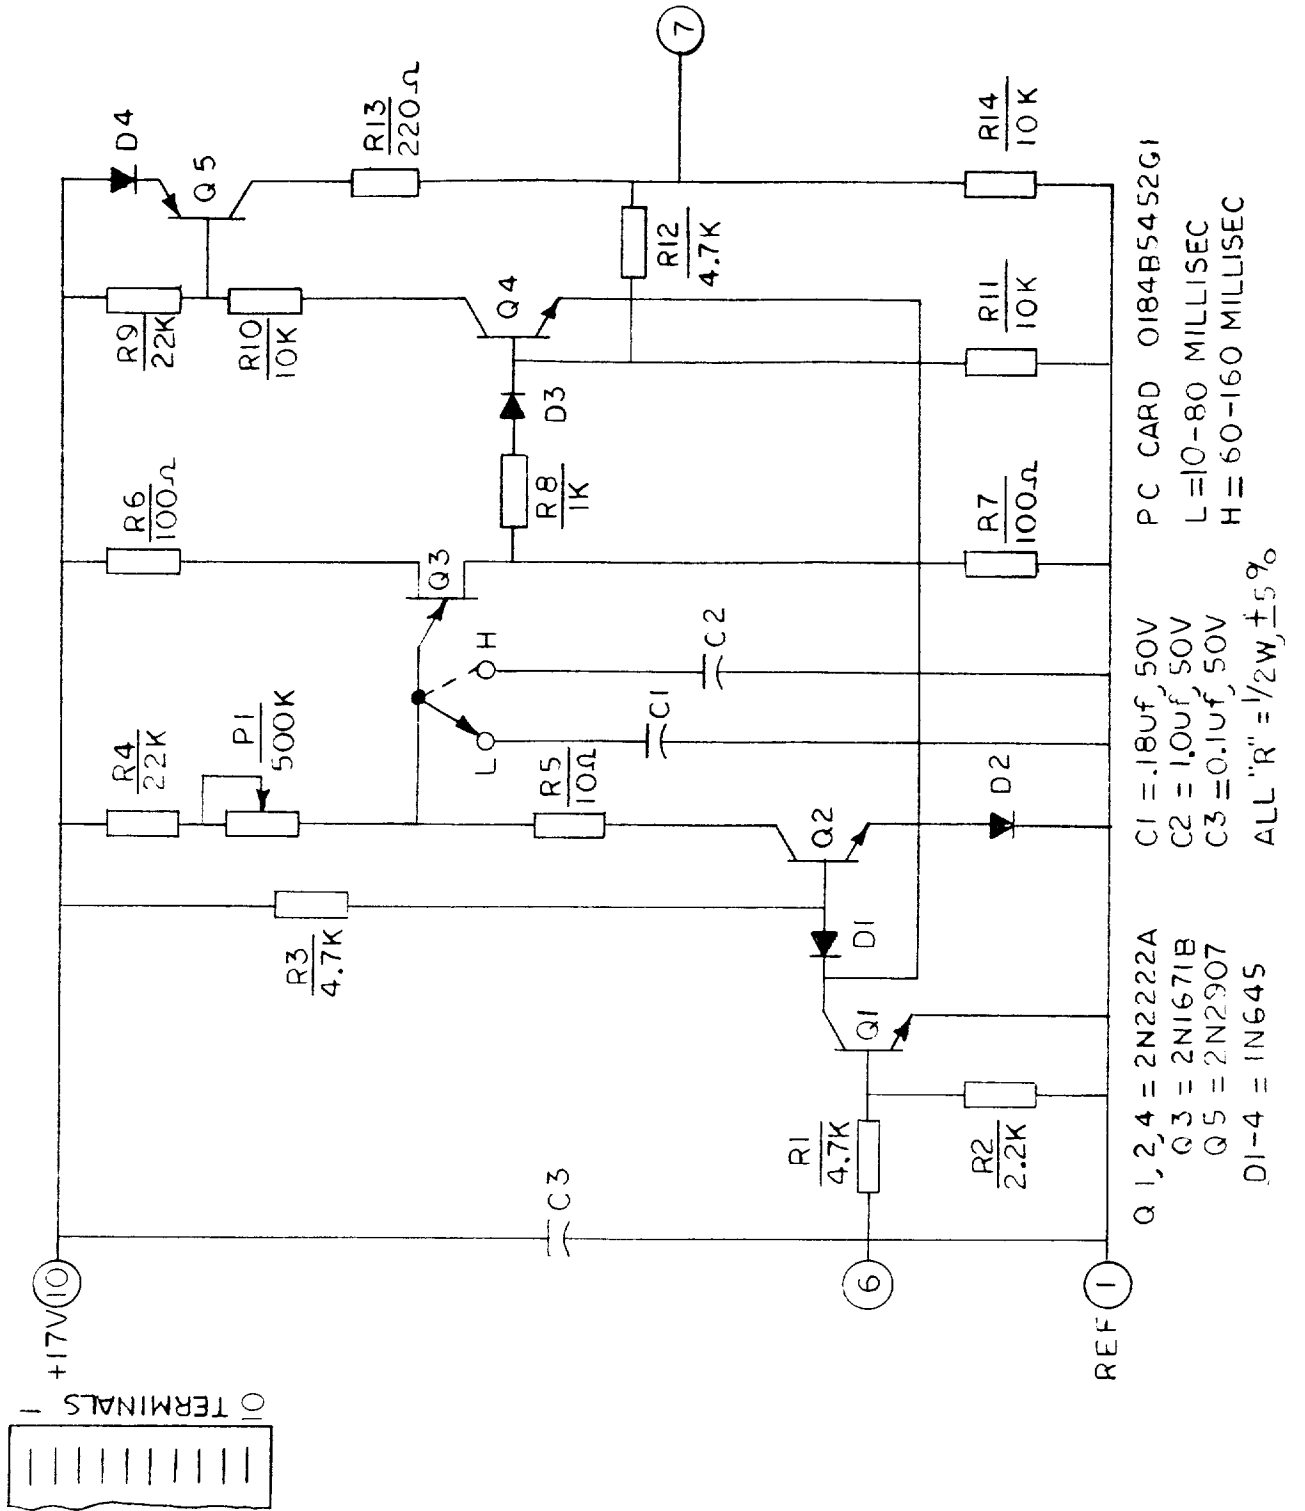 10 TERMINALS 1
+17V 10
C3
6
REF 1
R1
4.7K
R2
2.2K
Q1
D1
R3
4.7K
R4
22K
P1
500K
R5
10Ω
Q2
D2
L
H
C1
C2
Q3
R6
100Ω
R7
100Ω
R8
1K
D3
R9
22K
R10
10K
Q4
R11
10K
R12
4.7K
D4
Q5
R13
220Ω
7
R14
10K
Q1,2,4 = 2N2222A
Q3 = 2N1671B
Q5 = 2N2907
D1-4 = 1N645
C1 = .18uf, 50V
C2 = 1.0uf, 50V
C3 = 0.1uf, 50V
ALL "R" = 1/2W, ±5%
PC CARD 0184B5452G1
L = 10-80 MILLISEC
H = 60-160 MILLISEC